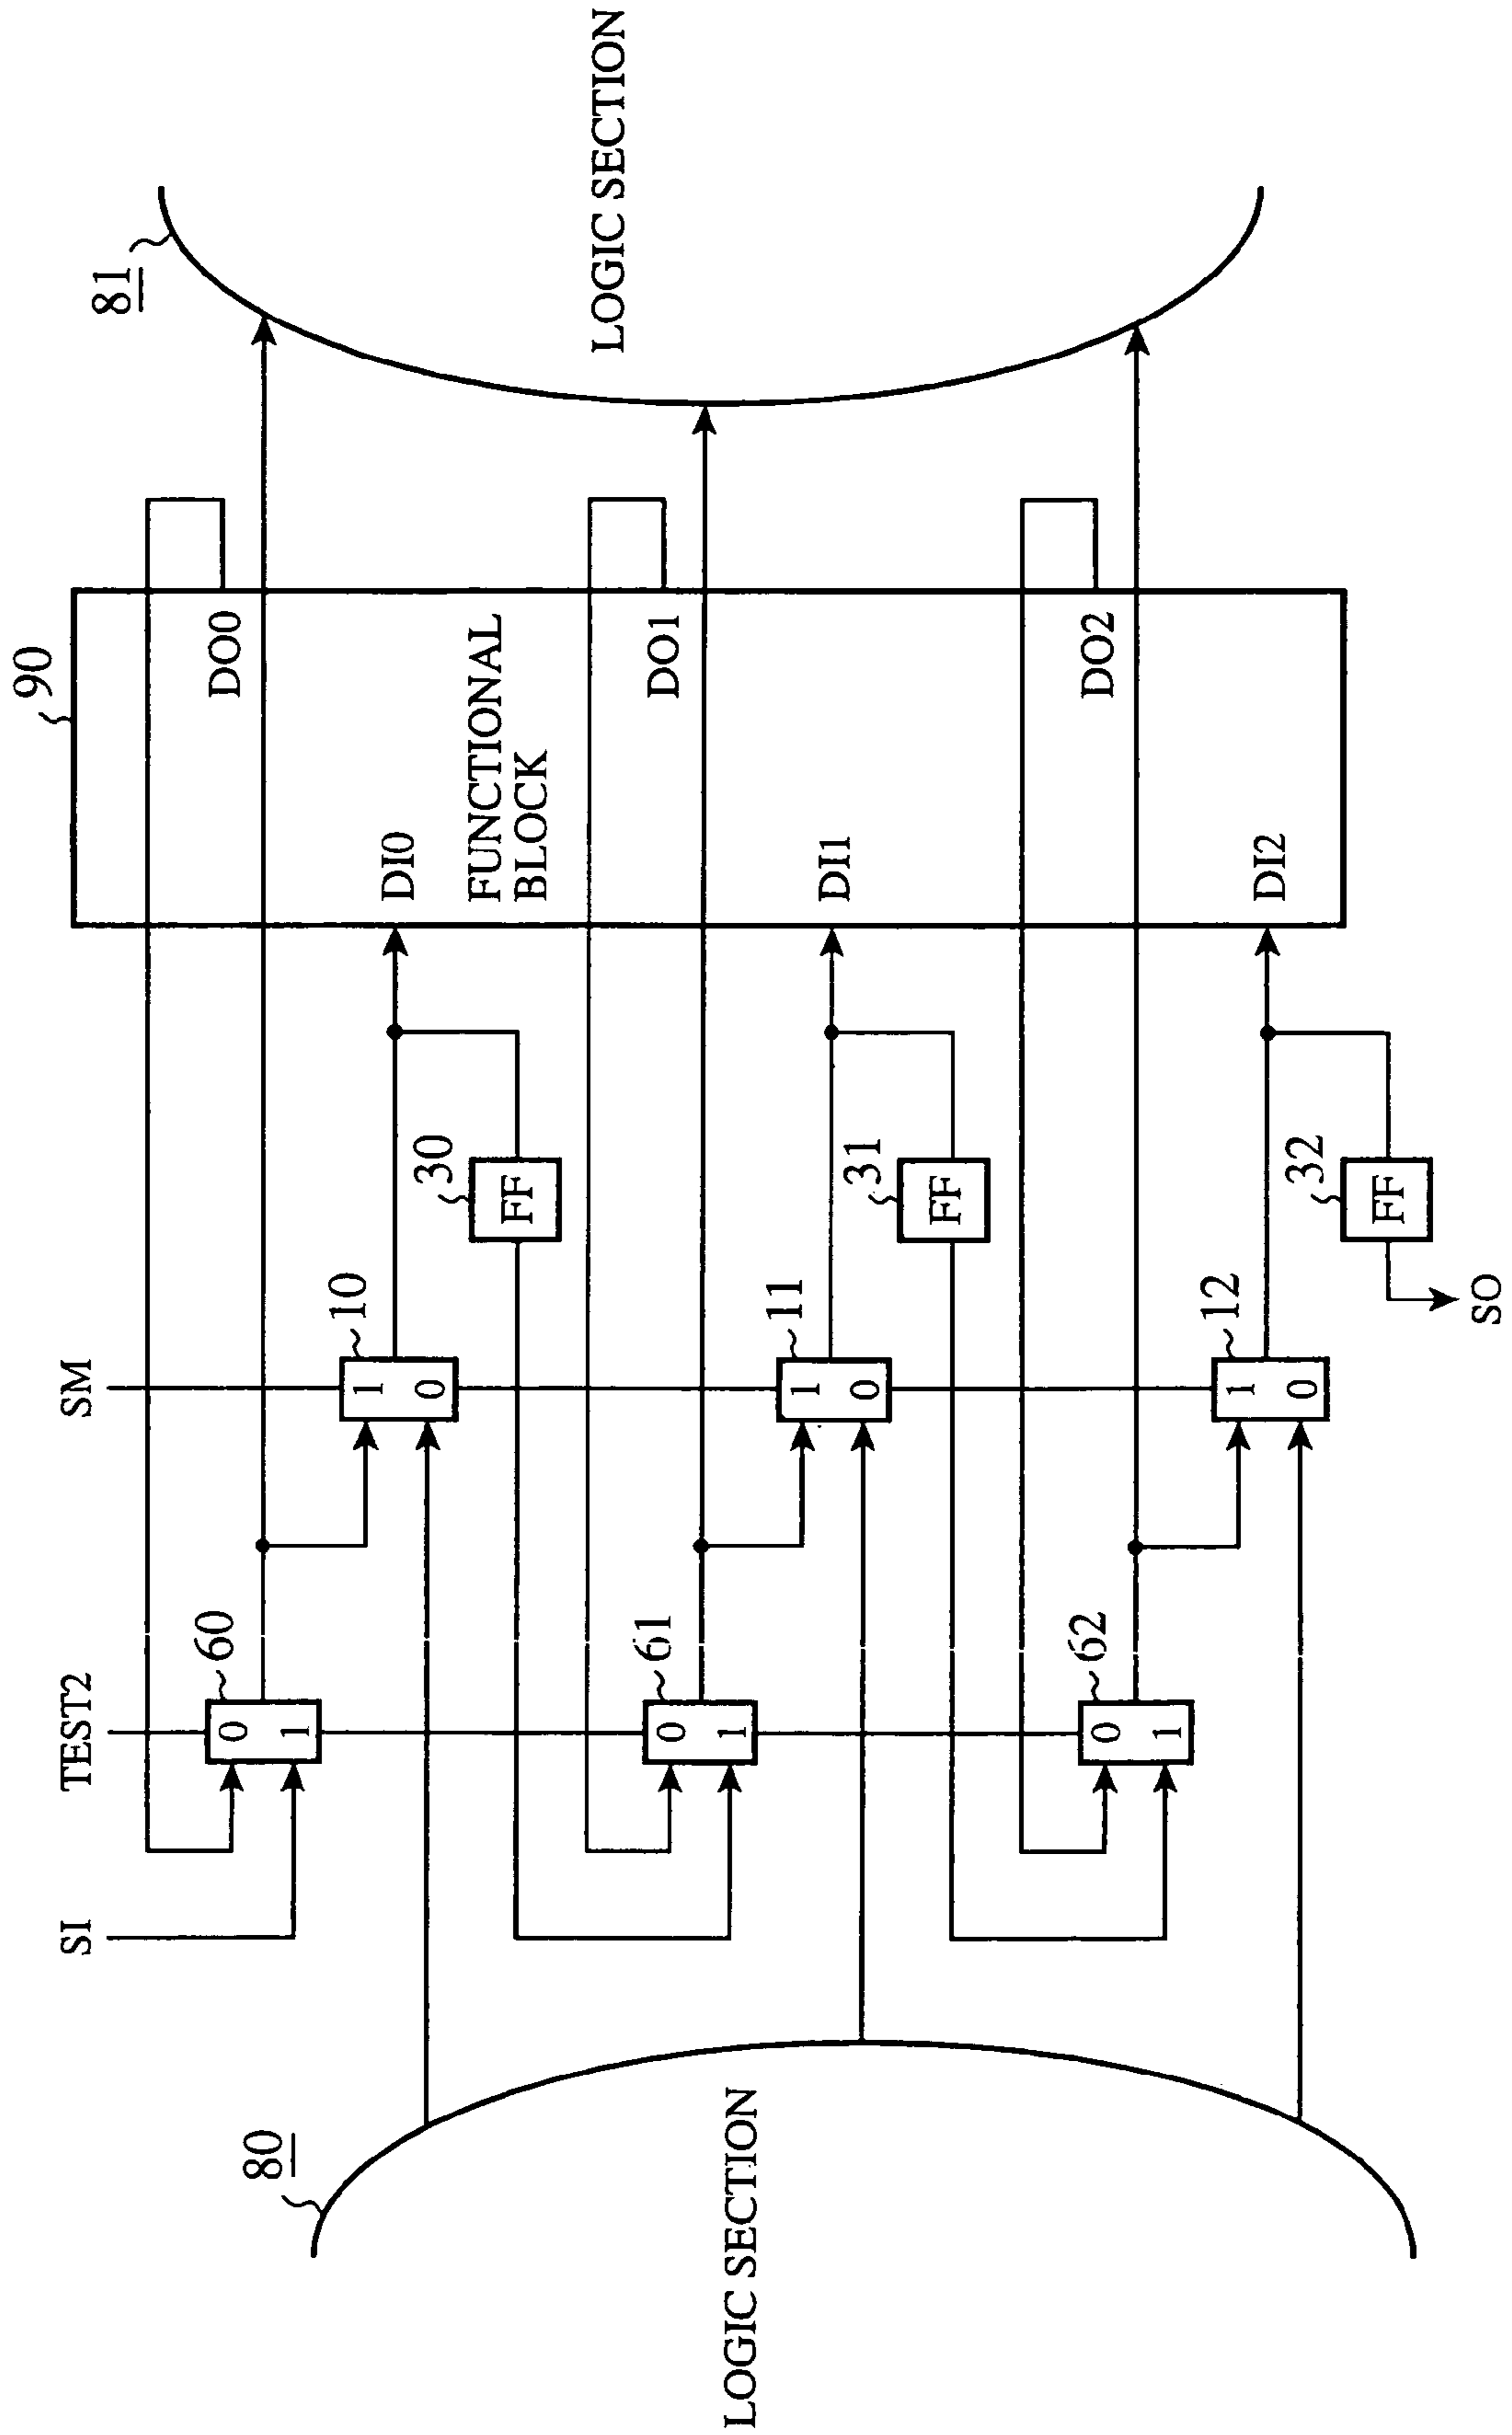 SI
TEST2
SM
90
81
60
10
DI0
DO0
30
FF
FUNCTIONAL
BLOCK
LOGIC SECTION
80
0
1
1
0
61
11
DI1
DO1
31
FF
0
1
1
0
LOGIC SECTION
62
12
DI2
DO2
32
FF
0
1
1
0
SO